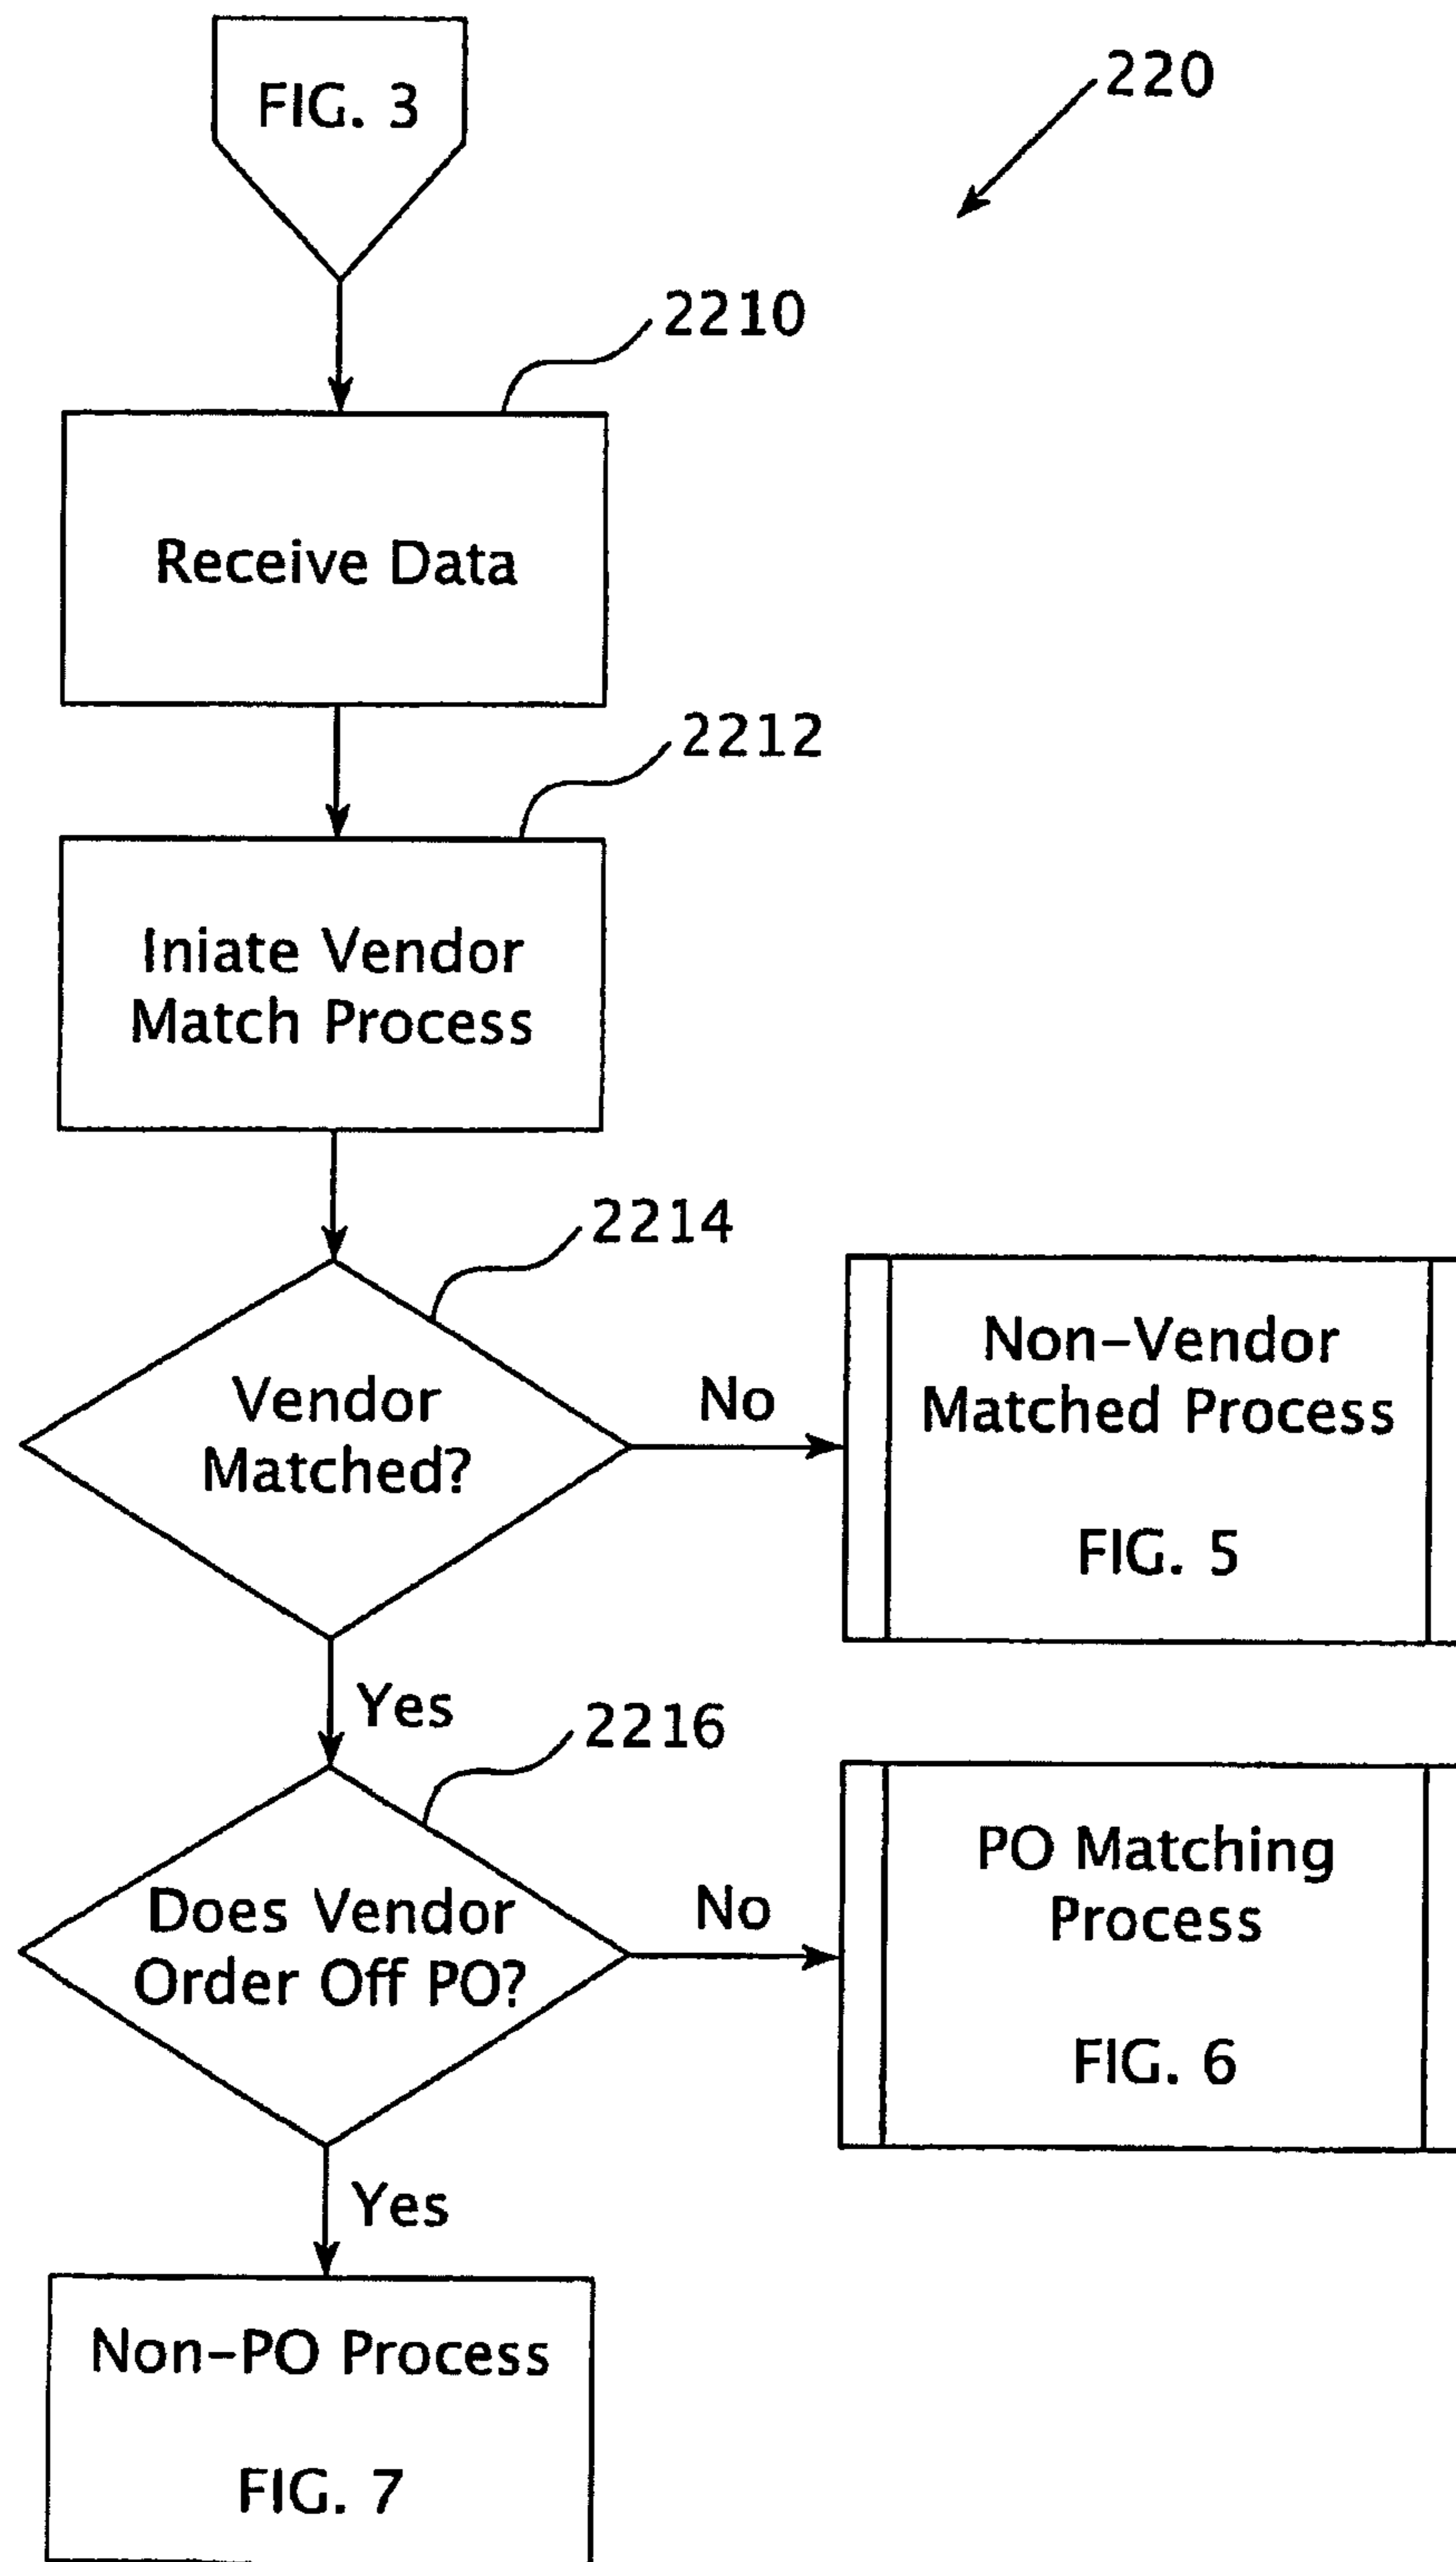 FIG. 3
220
2210
Receive Data
2212
Iniate Vendor
Match Process
2214
Vendor
Matched?
No
Non-Vendor
Matched Process
FIG. 5
Yes
2216
Does Vendor
Order Off PO?
No
PO Matching
Process
FIG. 6
Yes
Non-PO Process
FIG. 7